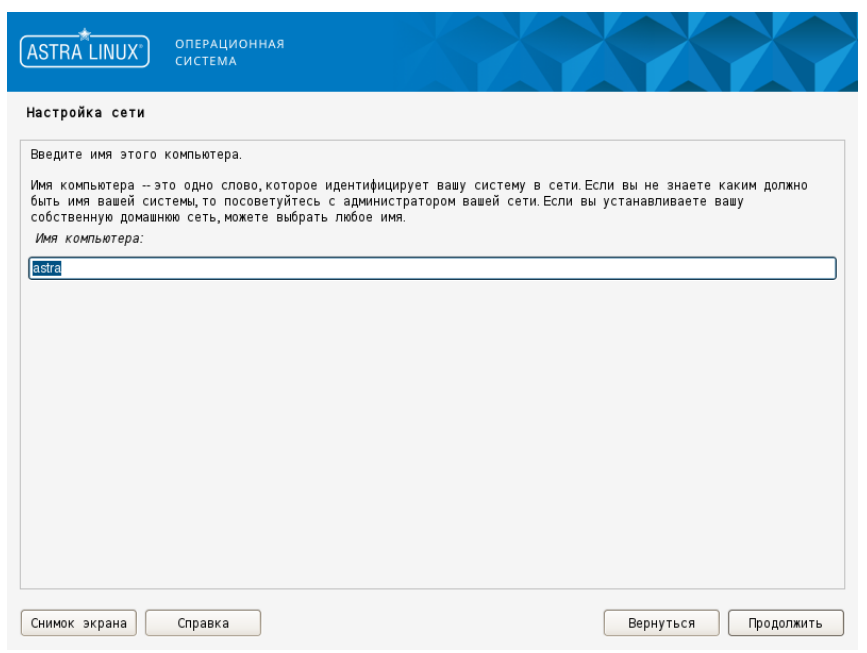 ASTRA LINUX®
ОПЕРАЦИОННАЯ
СИСТЕМА
Настройка сети
Введите имя этого компьютера.
Имя компьютера -- это одно слово, которое идентифицирует вашу систему в сети. Если вы не знаете каким должно
быть имя вашей системы, то посоветуйтесь с администратором вашей сети. Если вы устанавливаете вашу
собственную домашнюю сеть, можете выбрать любое имя.
Имя компьютера:
astra
Снимок экрана
Справка
Вернуться
Продолжить